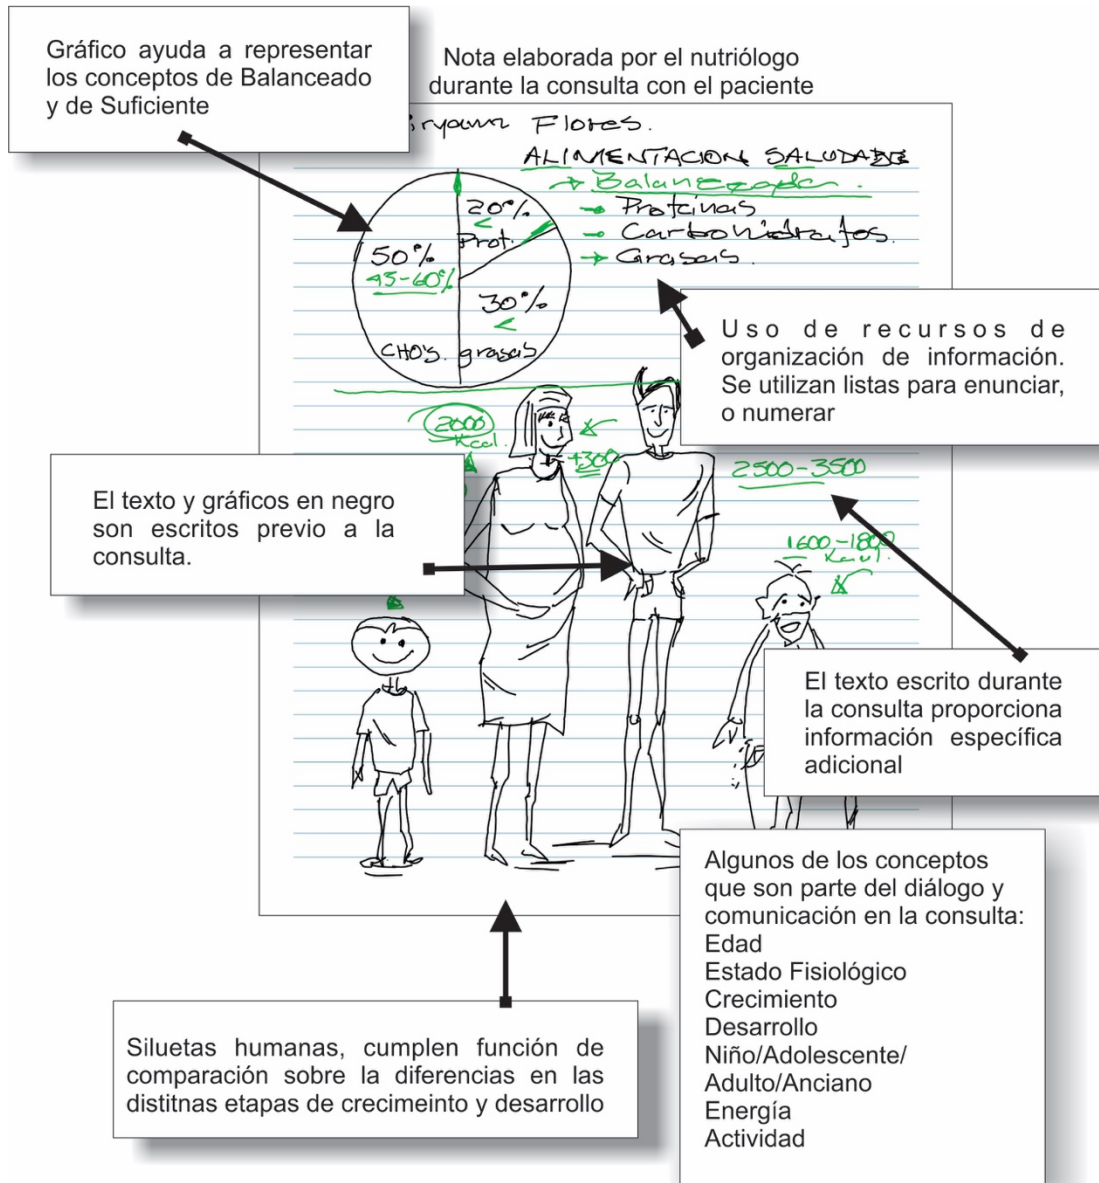 Gráfico ayuda a representar
los conceptos de Balanceado
y de Suficiente
Nota elaborada por el nutriólogo
durante la consulta con el paciente
Flores.
ALIMENTACION SALUDABE
→ Balanceada.
→ Proteinas
→ Carbohidratos.
→ Grasas.
20%
<
Prot.
50%
45-60%
30%
<
CHO's. grasas
Uso de recursos de
organización de información.
Se utilizan listas para enunciar,
o numerar
2000
Kcal.
+300
2500-3500
El texto y gráficos en negro
son escritos previo a la
consulta.
1600-1800
Kcal.
El texto escrito durante
la consulta proporciona
información específica
adicional
Algunos de los conceptos
que son parte del diálogo y
comunicación en la consulta:
Edad
Estado Fisiológico
Crecimiento
Desarrollo
Niño/Adolescente/
Adulto/Anciano
Energía
Actividad
Siluetas humanas, cumplen función de
comparación sobre la diferencias en las
distitnas etapas de crecimeinto y desarrollo